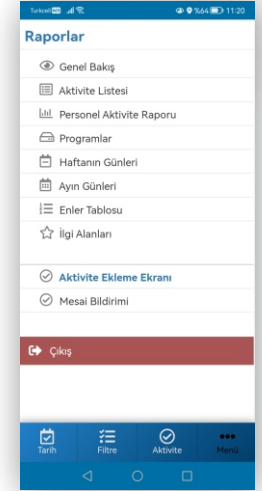 Turkcell %64 11:20
Raporlar
Genel Bakış
Aktivite Listesi
Personel Aktivite Raporu
Programlar
Haftanın Günleri
Ayın Günleri
Enler Tablosu
İlgi Alanları
Aktivite Ekleme Ekranı
Mesai Bildirimi
Çıkış
Tarih Filtre Aktivite Menü